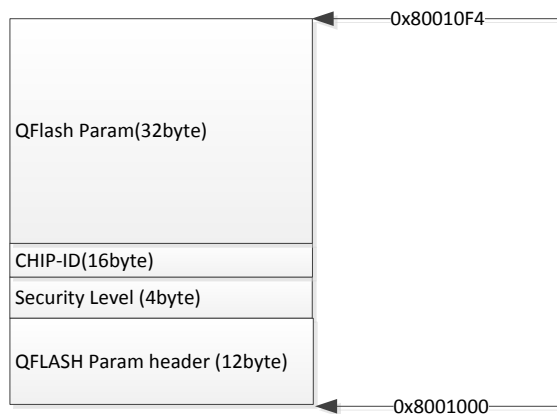 0x80010F4
QFlash Param(32byte)
CHIP-ID(16byte)
Security Level (4byte)
QFLASH Param header (12byte)
0x8001000